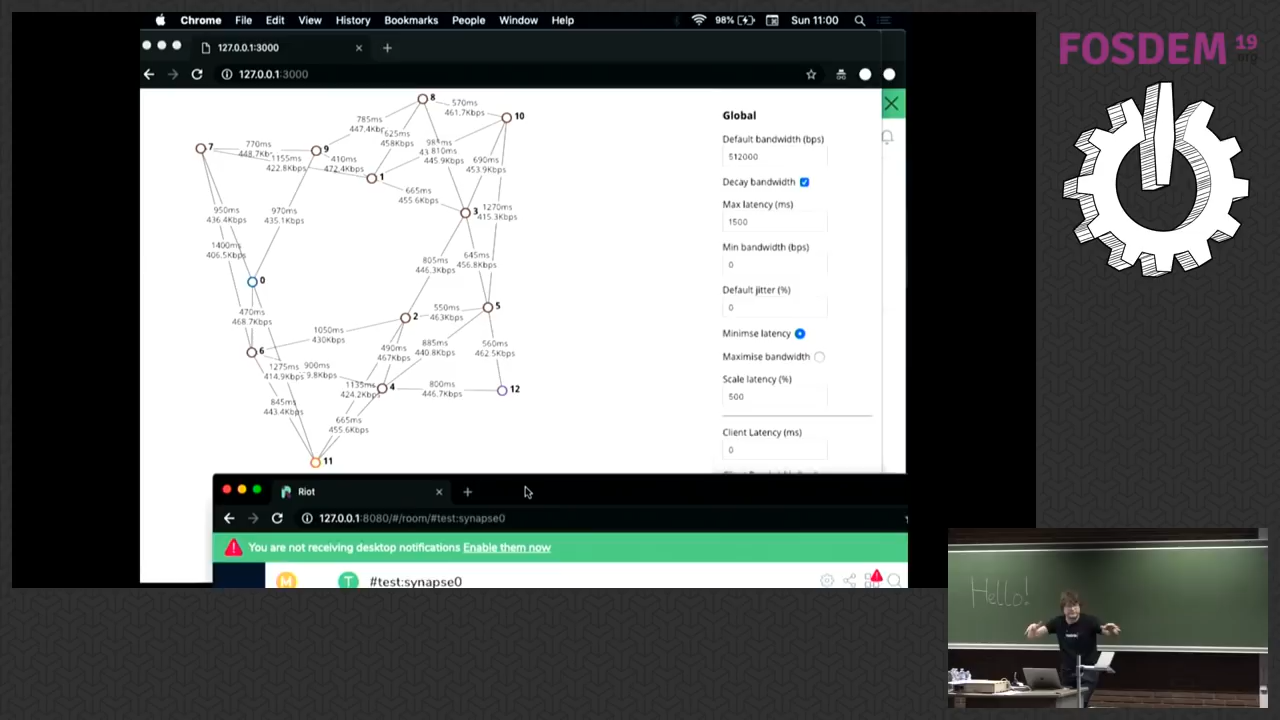 Chrome File Edit View History Bookmarks People Window Help 98% Sun 11:00
FOSDEM 19
.org
127.0.0.1:3000
127.0.0.1:3000
8
570ms
461.7Kbps
10
785ms
447.4Kbps
625ms
458Kbps
7
770ms
448.7Kb
9
810ms
445.9Kbps
690ms
453.9Kbps
1155ms
422.8Kbps
410ms
472.4Kbps
1
665ms
455.6Kbps
950ms
436.4Kbps
970ms
435.1Kbps
3
1270ms
415.3Kbps
1400ms
406.5Kbps
805ms
446.3Kbps
645ms
456.8Kbps
0
470ms
468.7Kbps
1050ms
430Kbps
2
550ms
463Kbps
5
6
490ms
467Kbps
885ms
440.8Kbps
560ms
462.5Kbps
1275ms
414.9Kbps
900ms
9.8Kbps
1135ms
424.2Kbps
4
800ms
446.7Kbps
12
845ms
443.4Kbps
665ms
455.6Kbps
11
Global
Default bandwidth (bps)
512000
Decay bandwidth
Max latency (ms)
1500
Min bandwidth (bps)
0
Default jitter (%)
0
Minimse latency
Maximise bandwidth
Scale latency (%)
500
Client Latency (ms)
0
Riot
127.0.0.1:8080/#/room/#test:synapse0
You are not receiving desktop notifications Enable them now
M T #test:synapse0
Hello!